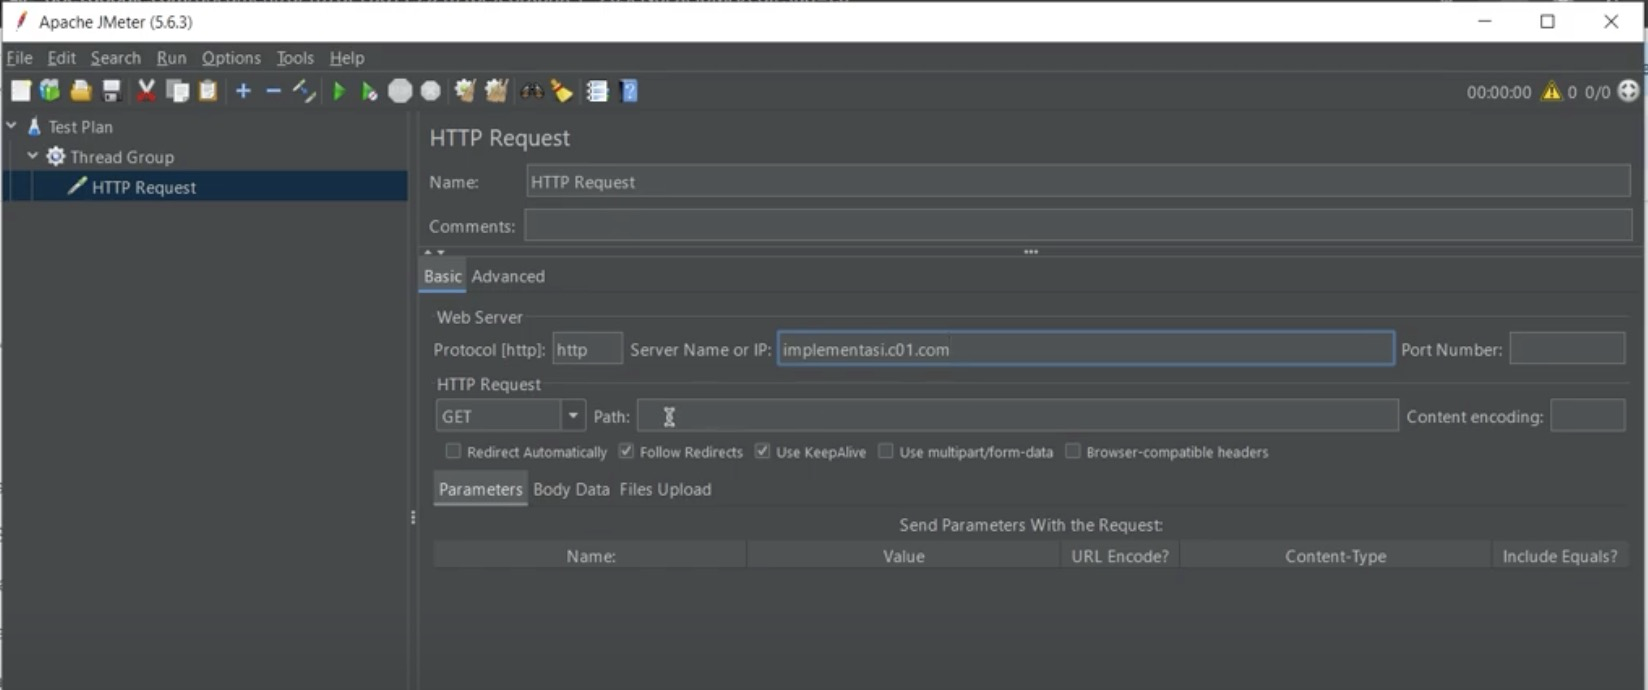 Apache JMeter (5.6.3)
File Edit Search Run Options Tools Help
00:00:00 0 0/0
Test Plan
Thread Group
HTTP Request
HTTP Request
Name: HTTP Request
Comments:
Basic Advanced
Web Server
Protocol [http]: http Server Name or IP: implementasi.c01.com Port Number:
HTTP Request
GET Path: Content encoding:
Redirect Automatically Follow Redirects Use KeepAlive Use multipart/form-data Browser-compatible headers
Parameters Body Data Files Upload
Send Parameters With the Request:
Name: Value URL Encode? Content-Type Include Equals?